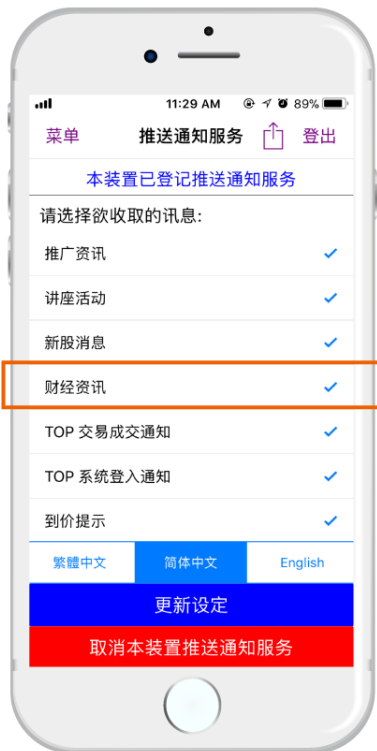 11:29 AM 89%
菜单 推送通知服务 登出
本装置已登记推送通知服务
请选择欲收取的讯息:
推广资讯
讲座活动
新股消息
财经资讯
TOP 交易成交通知
TOP 系统登入通知
到价提示
繁體中文 简体中文 English
更新设定
取消本装置推送通知服务